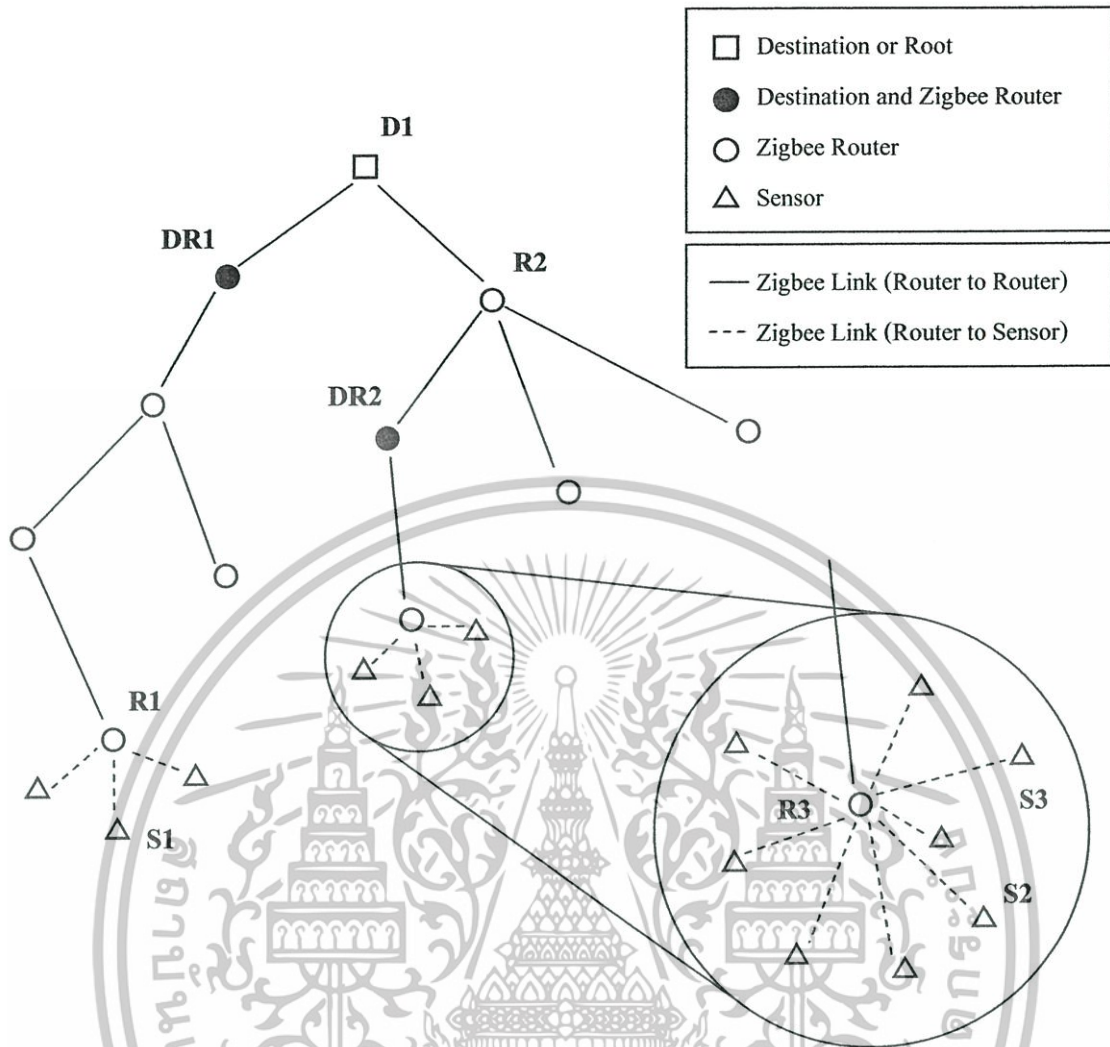 Destination or Root
Destination and Zigbee Router
Zigbee Router
Sensor
Zigbee Link (Router to Router)
Zigbee Link (Router to Sensor)
D1
DR1
R2
DR2
R1
S1
R3
S3
S2